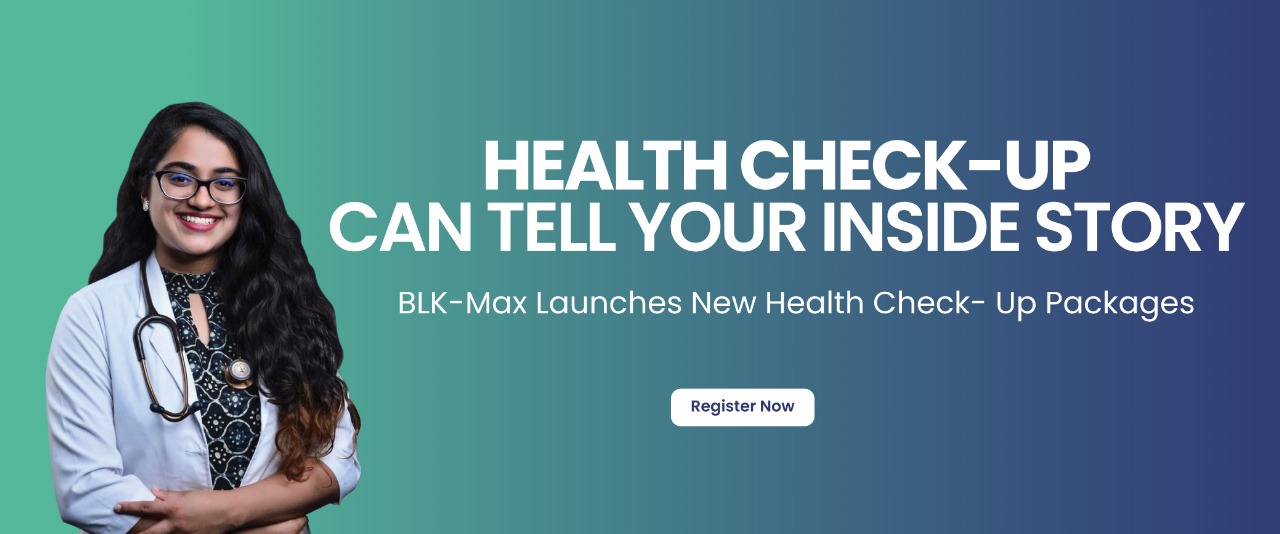 HEALTH CHECK-UP
CAN TELL YOUR INSIDE STORY
BLK-Max Launches New Health Check- Up Packages
Register Now